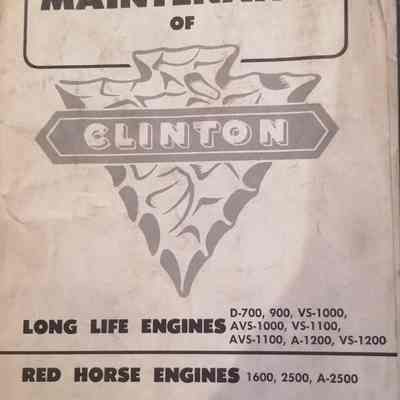 MAINTENAN
OF
CLINTON
LONG LIFE ENGINES D-700, 900, VS-1000,
AVS-1000, VS-1100,
AVS-1100, A-1200, VS-1200
RED HORSE ENGINES 1600, 2500, A-2500